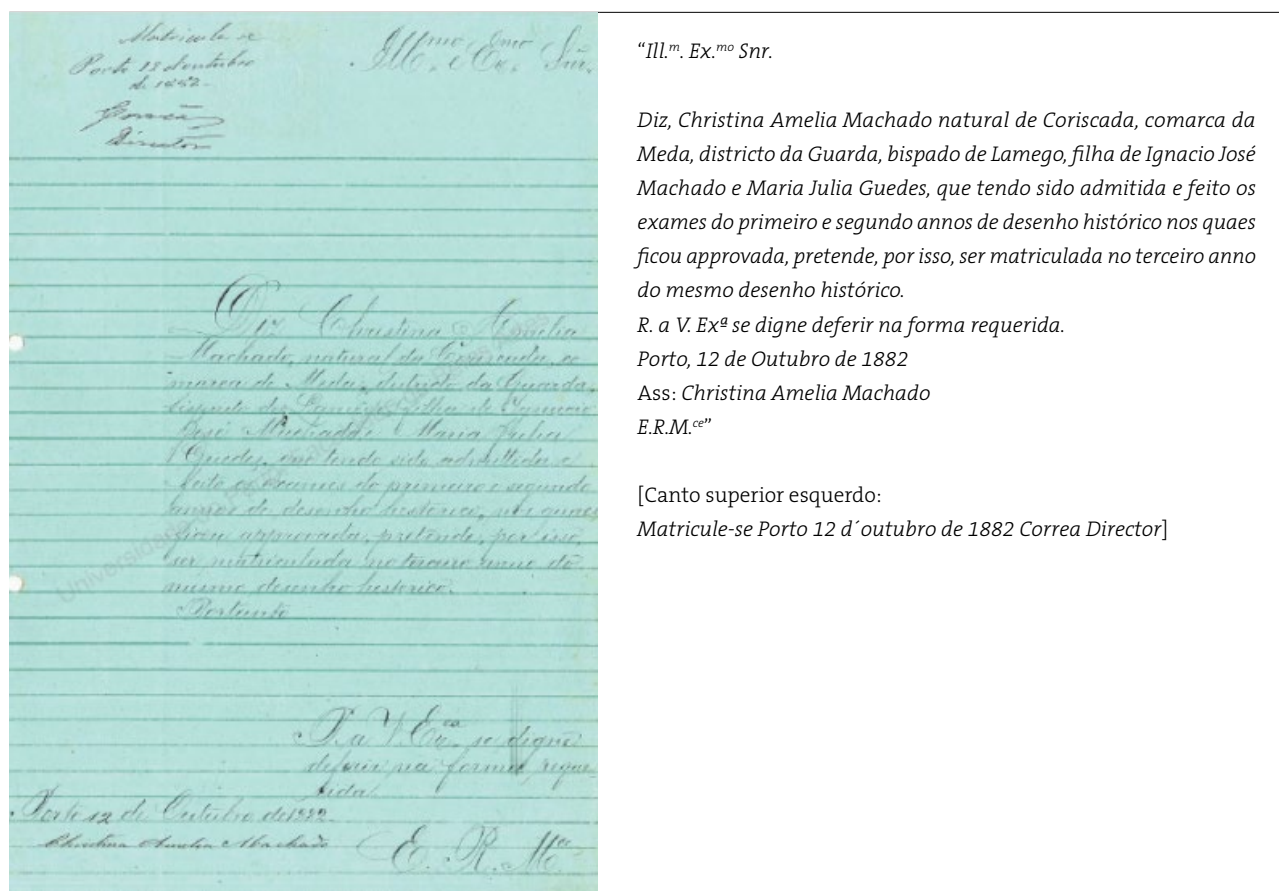 Matricule se
Porto 12 d'outubro
de 1882.
Correa
Director
Ill.mo e Ex.mo Snr.
Diz Christina Amelia
Machado, natural da Coriscada, co
marca de Meda, districto da Guarda,
bispado de Lamego, filha de Ignacio
José Machado e Maria Julia
Guedes, que tendo sido admittida e
feito os exames do primeiro e segundo
annos de desenho historico, nos quaes
ficou approvada, pretende, por isso,
ser matriculada no terceiro anno do
mesmo desenho historico.
Portanto
P. a V. Ex.cia se digne
deferir na forma reque-
rida.
Porto 12 de Outubro de 1882.
Christina Amelia Machado
E. R. M.ce
Universidade
“Ill.m. Ex.mo Snr.
Diz, Christina Amelia Machado natural de Coriscada, comarca da
Meda, districto da Guarda, bispado de Lamego, filha de Ignacio José
Machado e Maria Julia Guedes, que tendo sido admitida e feito os
exames do primeiro e segundo annos de desenho histórico nos quaes
ficou approvada, pretende, por isso, ser matriculada no terceiro anno
do mesmo desenho histórico.
R. a V. Exª se digne deferir na forma requerida.
Porto, 12 de Outubro de 1882
Ass: Christina Amelia Machado
E.R.M.ce”
[Canto superior esquerdo:
Matricule-se Porto 12 d´outubro de 1882 Correa Director]